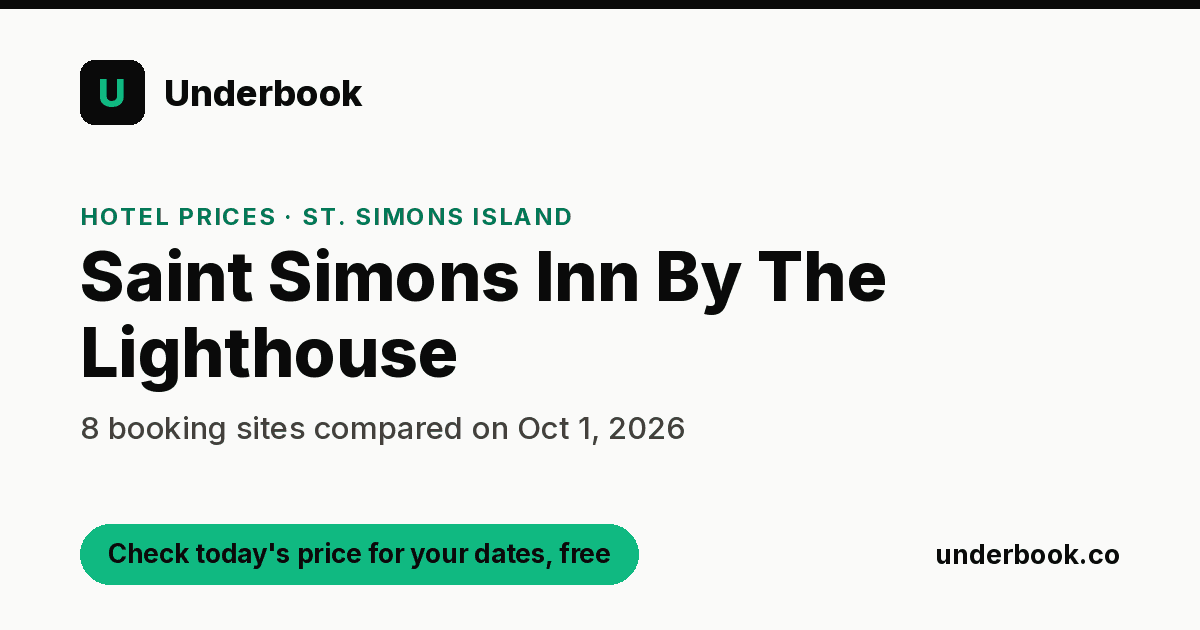 U
Underbook
HOTEL PRICES · ST. SIMONS ISLAND
Saint Simons Inn By The
Lighthouse
8 booking sites compared on Oct 1, 2026
Check today's price for your dates, free
underbook.co